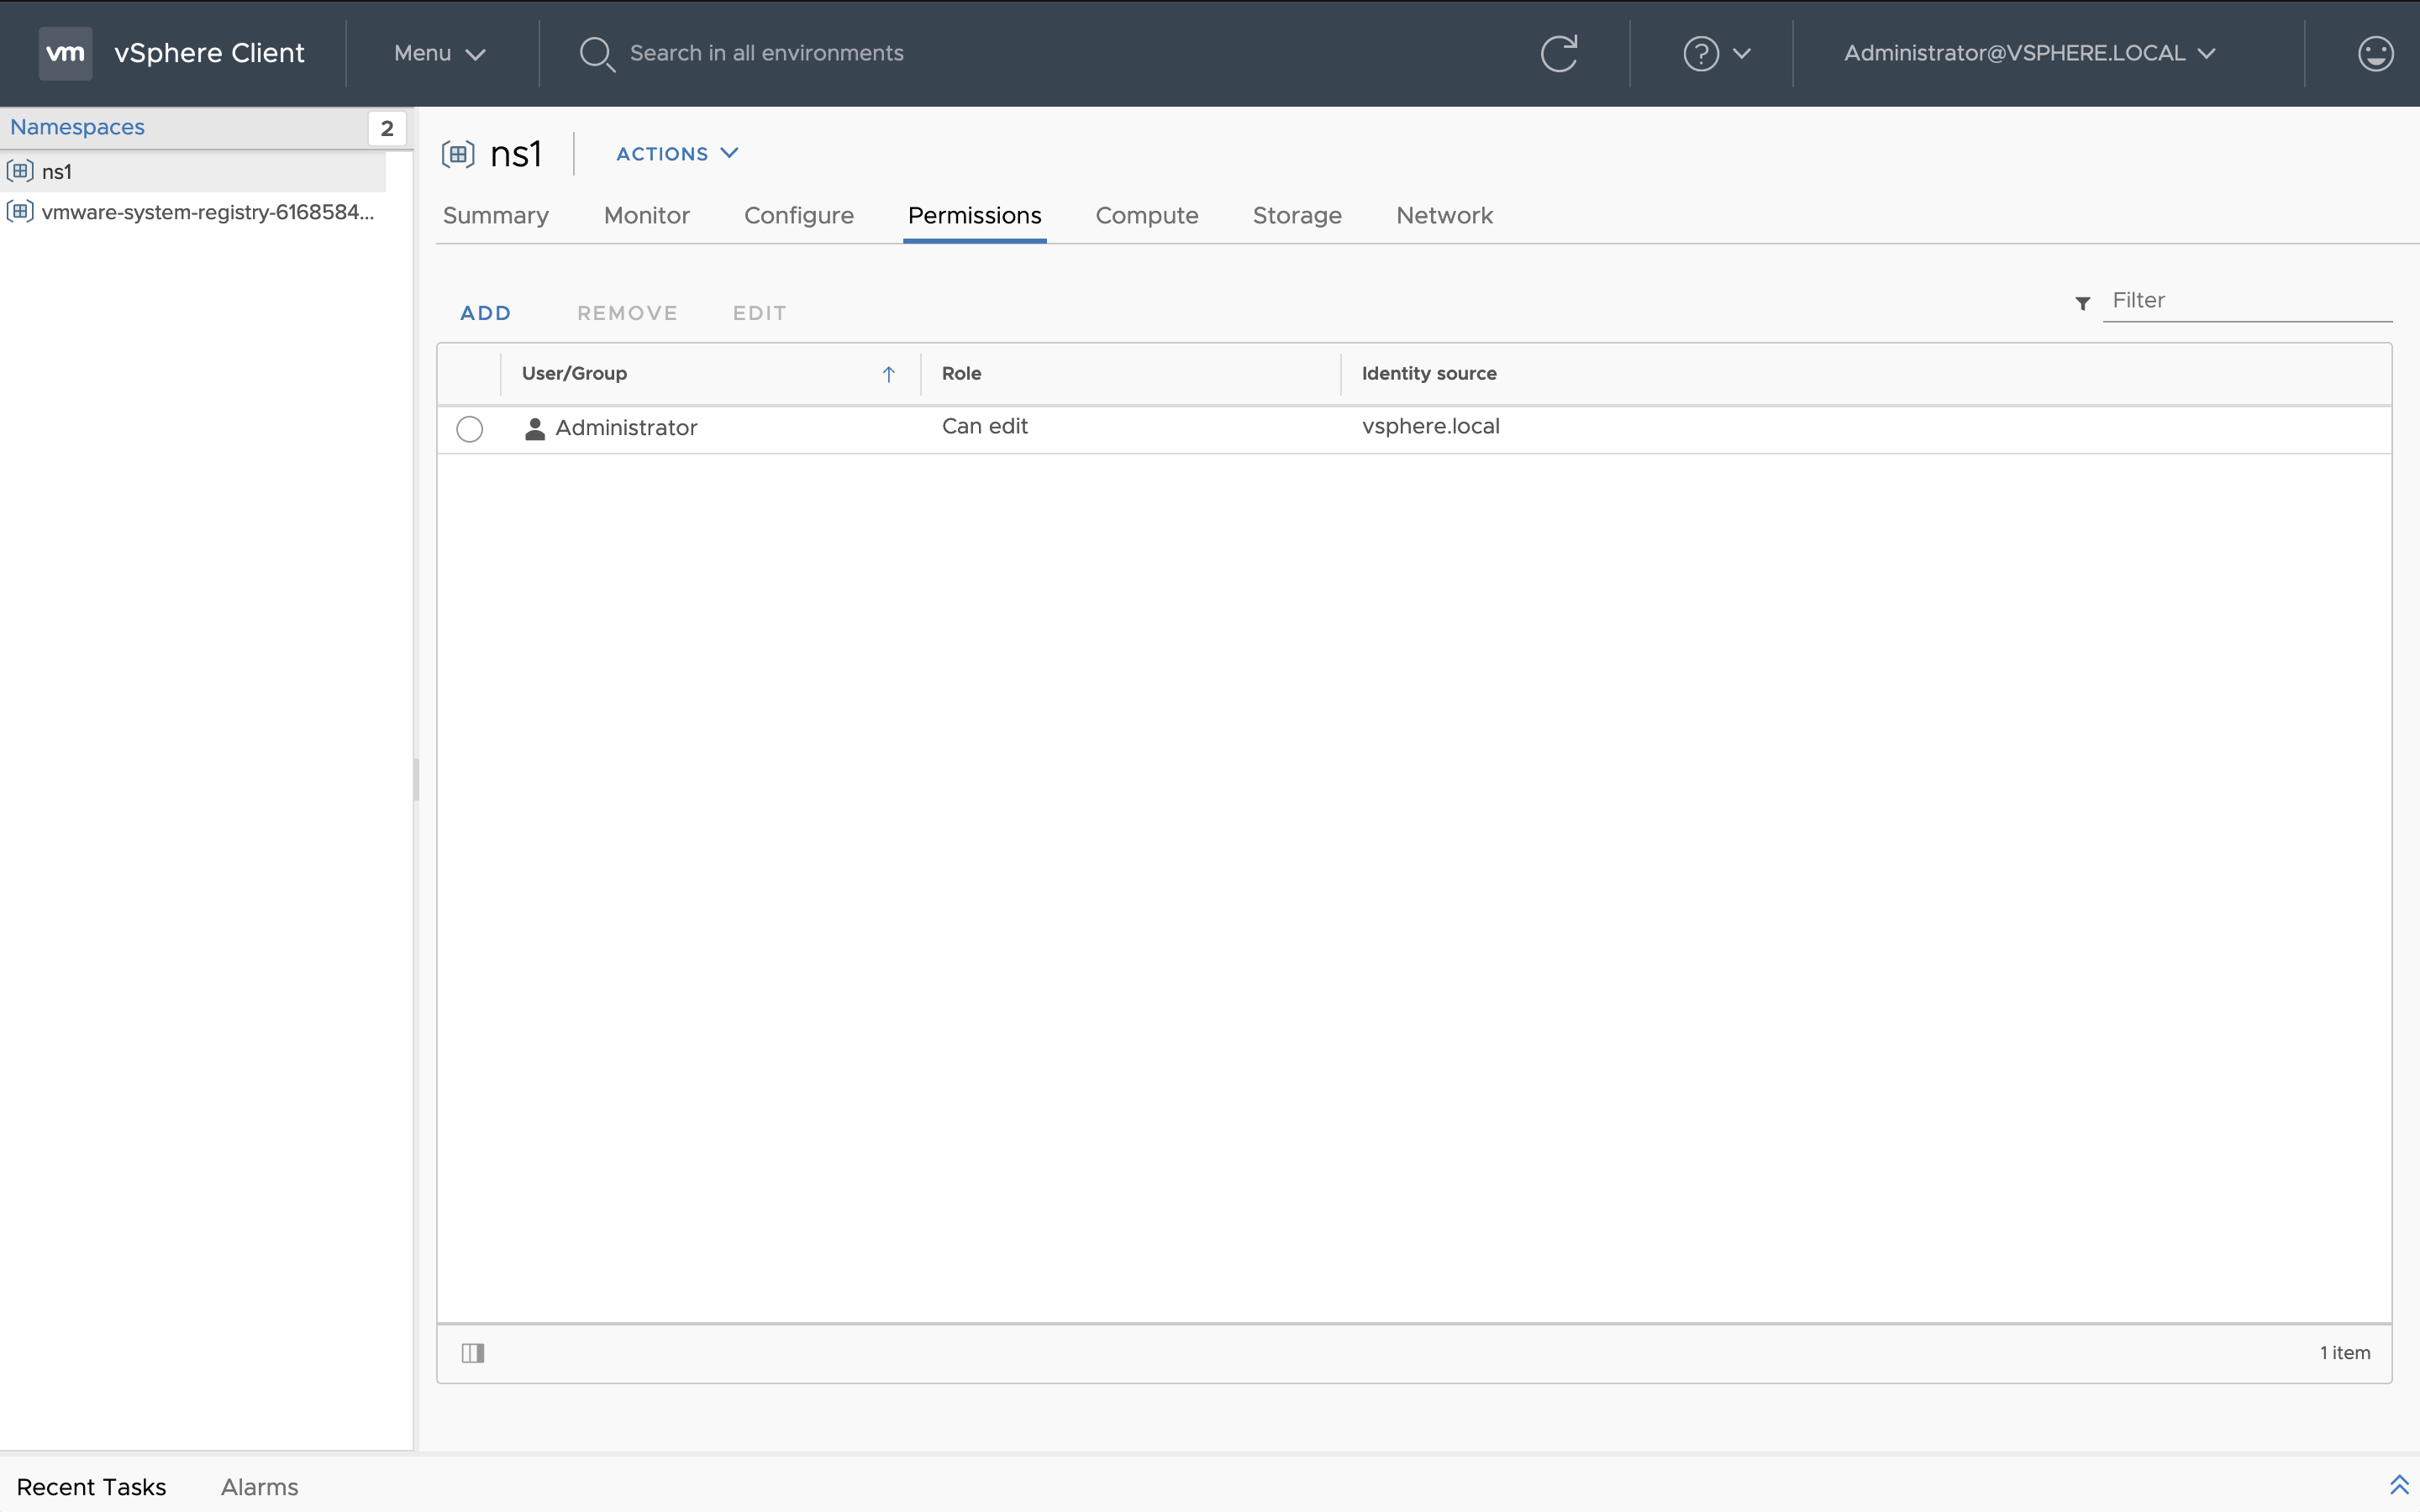 vm vSphere Client Menu Search in all environments ? Administrator@VSPHERE.LOCAL
Namespaces 2
ns1
vmware-system-registry-6168584...
ns1 ACTIONS
Summary Monitor Configure Permissions Compute Storage Network
ADD REMOVE EDIT Filter
User/Group Role Identity source
Administrator Can edit vsphere.local
1 item
Recent Tasks Alarms